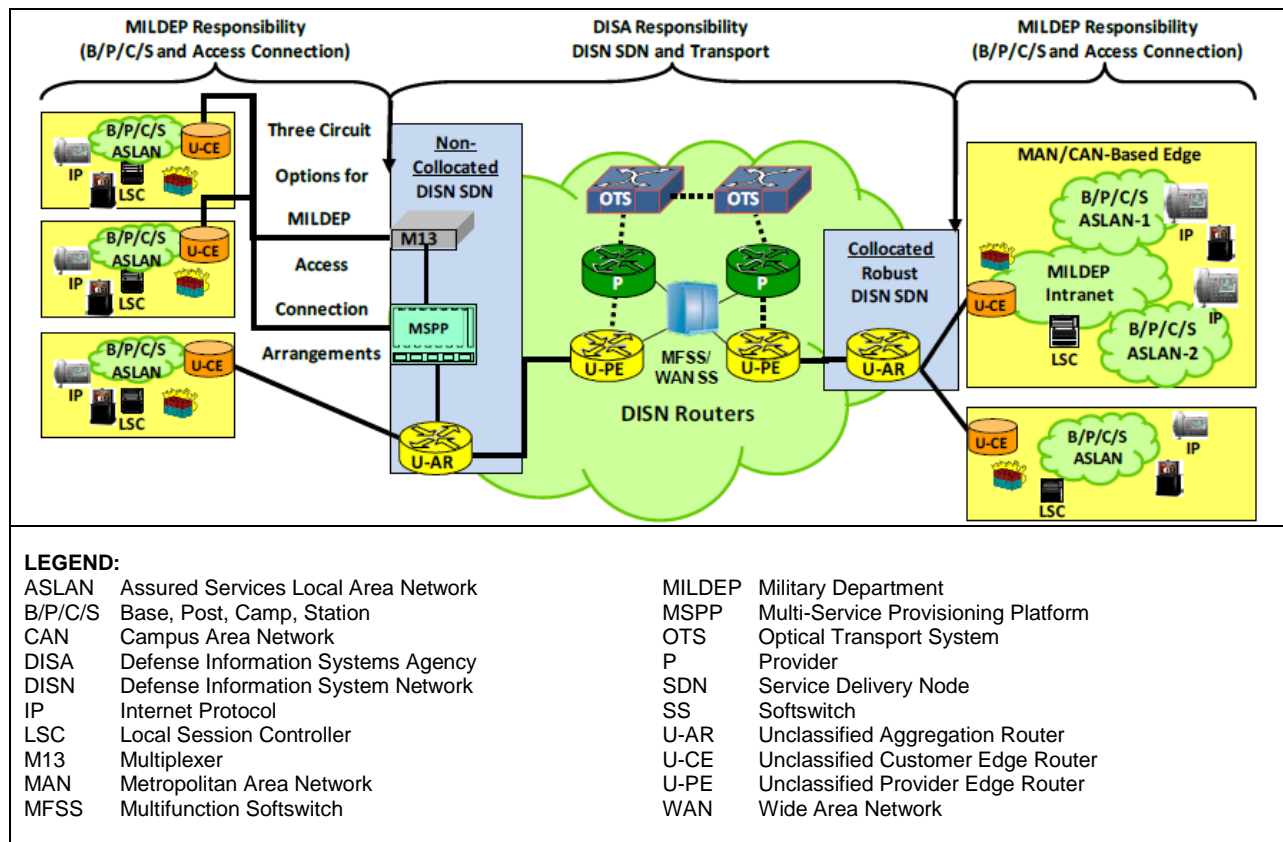 MILDEP Responsibility
(B/P/C/S and Access Connection)
DISA Responsibility
DISN SDN and Transport
MILDEP Responsibility
(B/P/C/S and Access Connection)
B/P/C/S
ASLAN
U-CE
IP
LSC
B/P/C/S
ASLAN
U-CE
IP
LSC
B/P/C/S
ASLAN
U-CE
IP
LSC
Three Circuit
Options for
MILDEP
Access
Connection
Arrangements
Non-
Collocated
DISN SDN
M13
MSPP
U-AR
OTS
OTS
P
P
U-PE
MFSS/
WAN SS
U-PE
DISN Routers
Collocated
Robust
DISN SDN
U-AR
MAN/CAN-Based Edge
B/P/C/S
ASLAN-1
IP
MILDEP
Intranet
U-CE
LSC
IP
B/P/C/S
ASLAN-2
U-CE
B/P/C/S
ASLAN
IP
LSC
LEGEND:
ASLAN Assured Services Local Area Network
B/P/C/S Base, Post, Camp, Station
CAN Campus Area Network
DISA Defense Information Systems Agency
DISN Defense Information System Network
IP Internet Protocol
LSC Local Session Controller
M13 Multiplexer
MAN Metropolitan Area Network
MFSS Multifunction Softswitch
MILDEP Military Department
MSPP Multi-Service Provisioning Platform
OTS Optical Transport System
P Provider
SDN Service Delivery Node
SS Softswitch
U-AR Unclassified Aggregation Router
U-CE Unclassified Customer Edge Router
U-PE Unclassified Provider Edge Router
WAN Wide Area Network